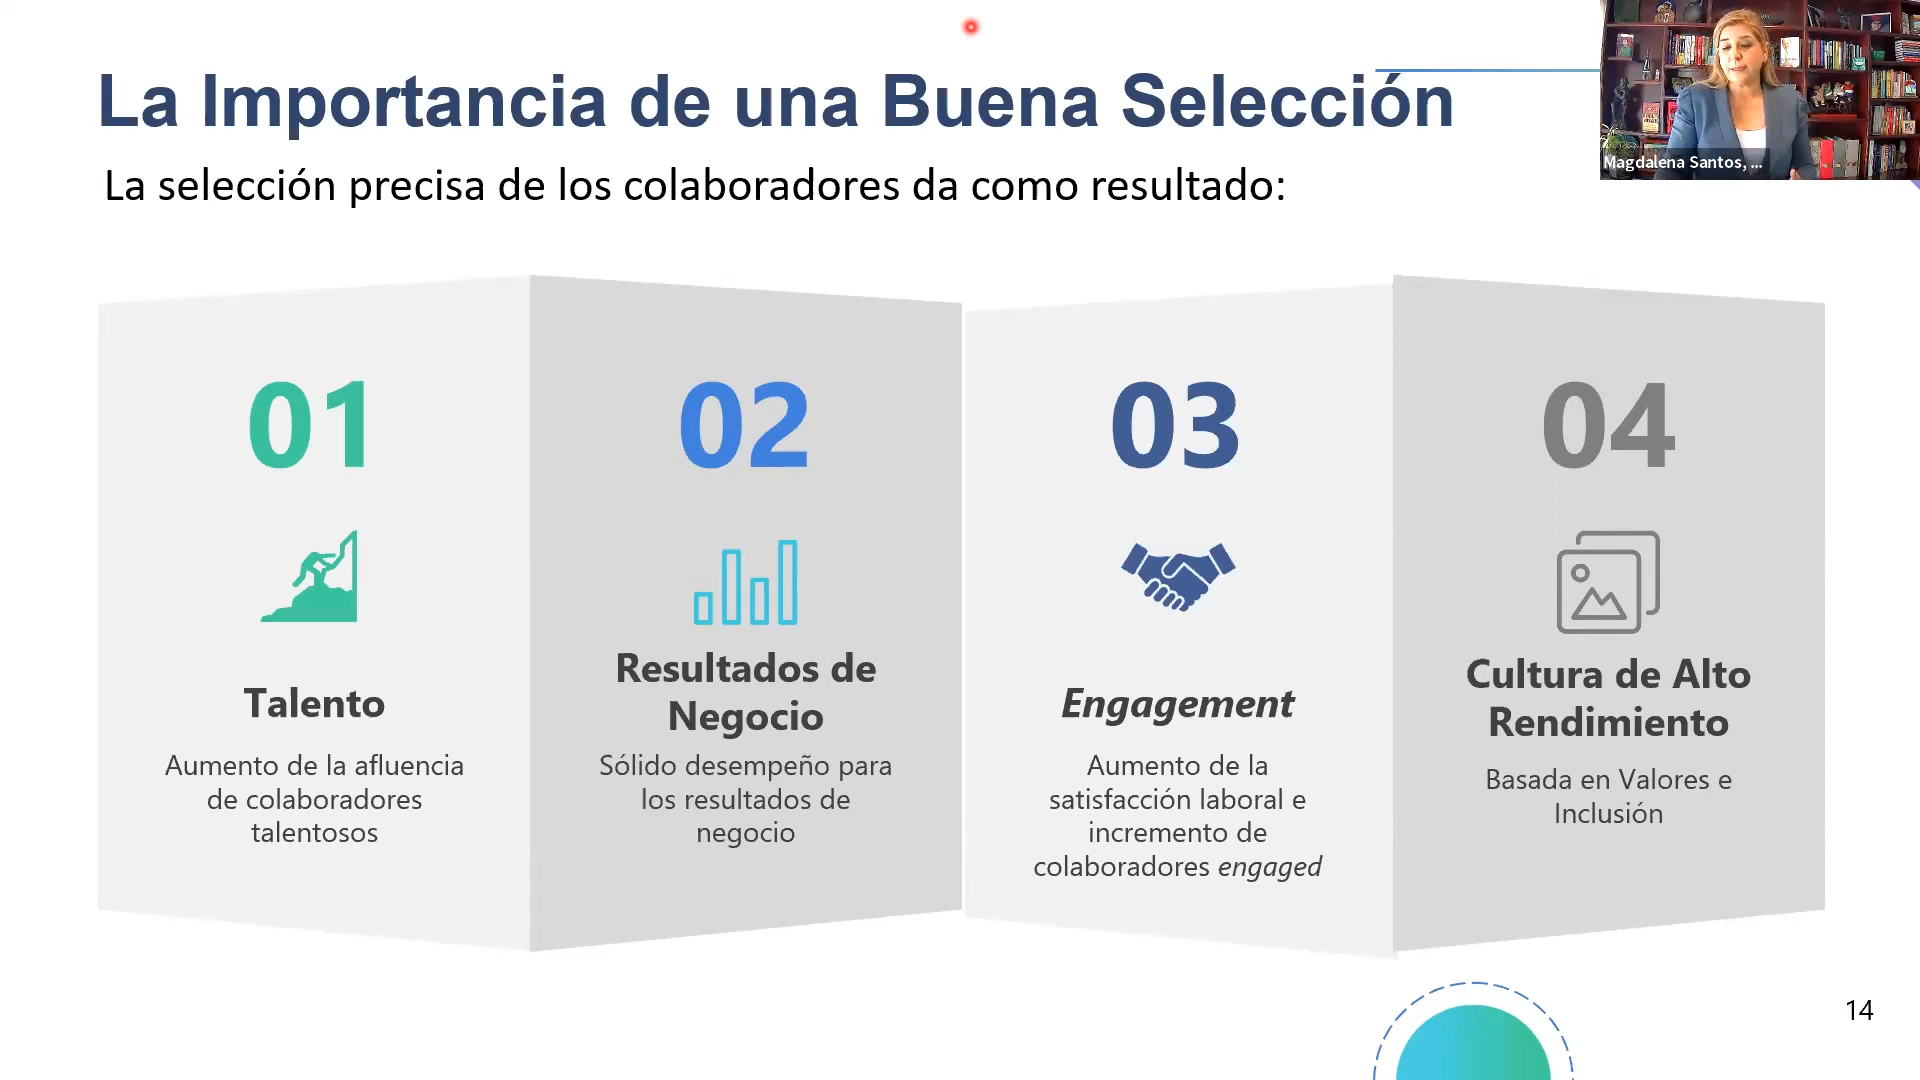 La Importancia de una Buena Selección
La selección precisa de los colaboradores da como resultado:
Magdalena Santos, ...
01
Talento
Aumento de la afluencia
de colaboradores
talentosos
02
Resultados de
Negocio
Sólido desempeño para
los resultados de
negocio
03
Engagement
Aumento de la
satisfacción laboral e
incremento de
colaboradores engaged
04
Cultura de Alto
Rendimiento
Basada en Valores e
Inclusión
14